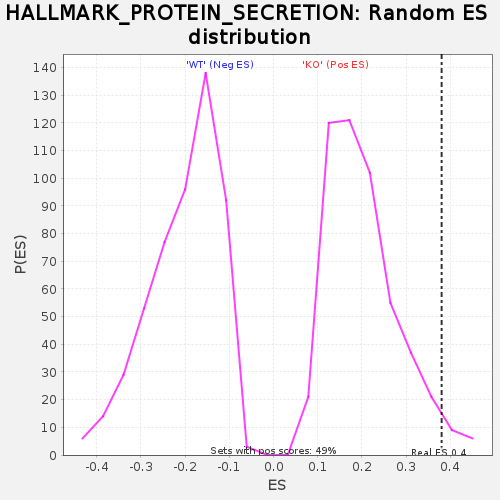 HALLMARK_PROTEIN_SECRETION: Random ES
distribution
'WT' (Neg ES) 'KO' (Pos ES)
140
130
120
110
100
90
80
70
60
50
40
30
20
10
0
P(ES)
Sets with pos scores: 49% Real ES 0.4
-0.4 -0.3 -0.2 -0.1 0.0 0.1 0.2 0.3 0.4
ES